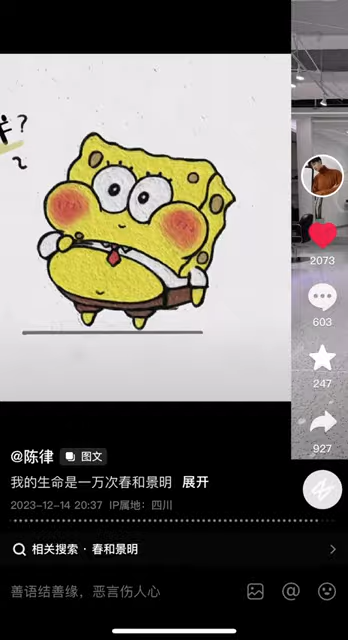 ?
2073
603
247
927
@陈律 图文
我的生命是一万次春和景明 展开
2023-12-14 20:37 IP属地：四川
相关搜索·春和景明
善语结善缘，恶言伤人心